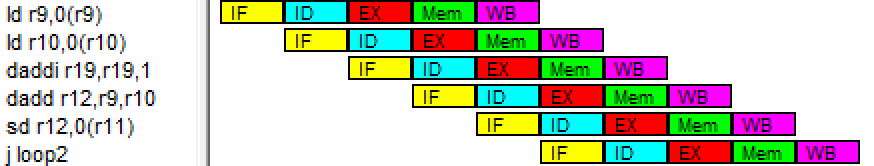 ld r9,0(r9) IF ID EX Mem WB
ld r10,0(r10) IF ID EX Mem WB
daddi r19,r19,1 IF ID EX Mem WB
dadd r12,r9,r10 IF ID EX Mem WB
sd r12,0(r11) IF ID EX Mem WB
j loop2 IF ID EX Mem WB